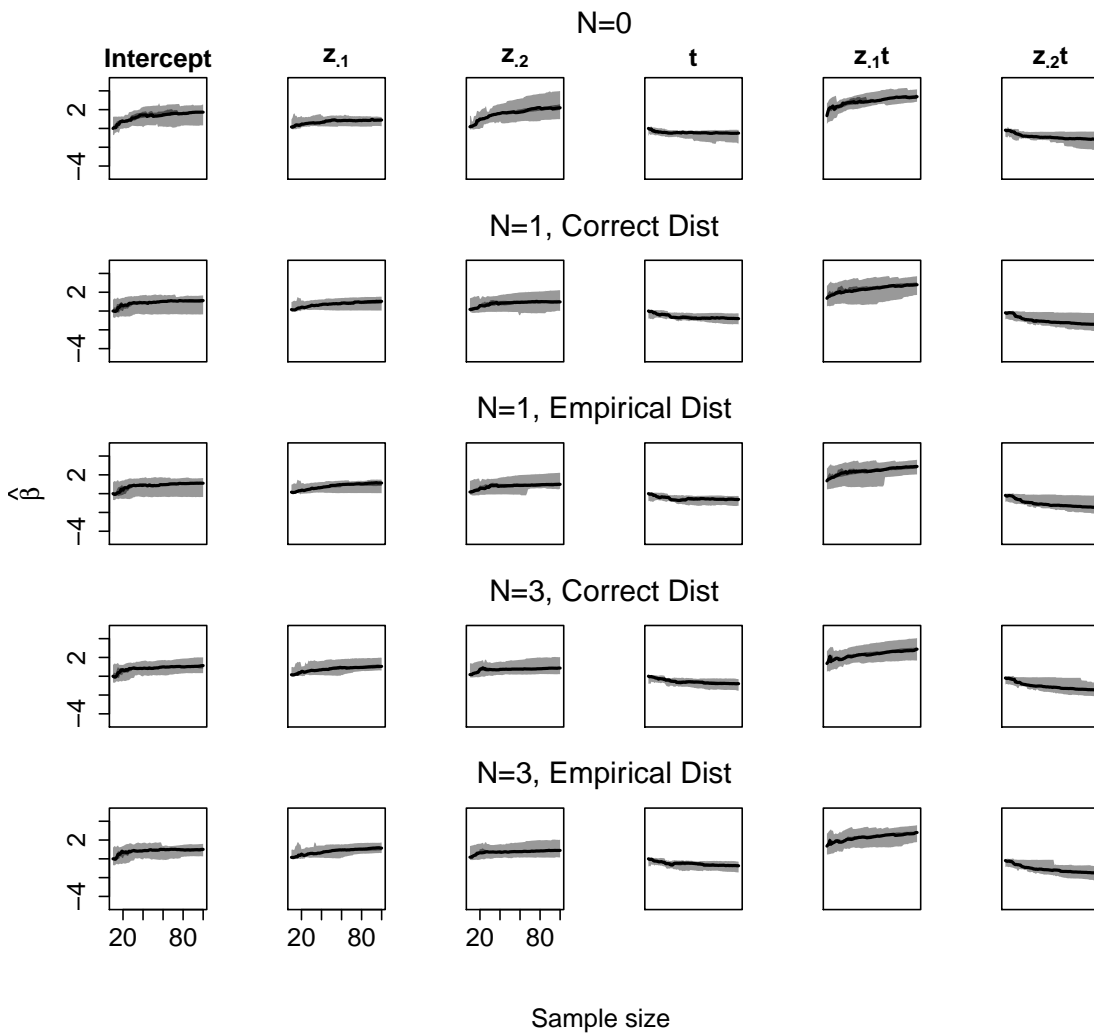 N=0
Intercept z.1 z.2 t z.1t z.2t
2
−4
N=1, Correct Dist
2
−4
N=1, Empirical Dist
2
−4
β̂
N=3, Correct Dist
2
−4
N=3, Empirical Dist
2
−4
20 80 20 80 20 80
Sample size